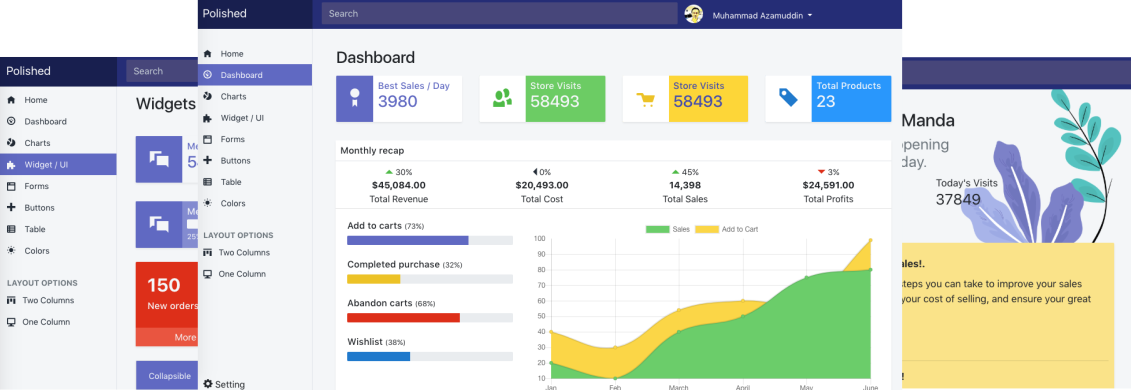 Polished
Search
Muhammad Azamuddin
Home
Dashboard
Charts
Widget / UI
Forms
Buttons
Table
Colors
LAYOUT OPTIONS
Two Columns
One Column
Setting
Dashboard
Best Sales / Day
3980
Store Visits
58493
Store Visits
58493
Total Products
23
Monthly recap
30%
$45,084.00
Total Revenue
0%
$20,493.00
Total Cost
45%
14,398
Total Sales
3%
$24,591.00
Total Profits
Add to carts (73%)
Completed purchase (32%)
Abandon carts (68%)
Wishlist (38%)
Sales
Add to Cart
100
90
80
70
60
50
40
30
20
10
Jan
Feb
March
April
May
June
Polished
Search
Home
Dashboard
Charts
Widget / UI
Forms
Buttons
Table
Colors
LAYOUT OPTIONS
Two Columns
One Column
Widgets
Me
5
Me
25
150
New orders
More
Collapsible
Manda
pening
day.
Today's Visits
37849
ales!.
steps you can take to improve your sales
your cost of selling, and ensure your great
!